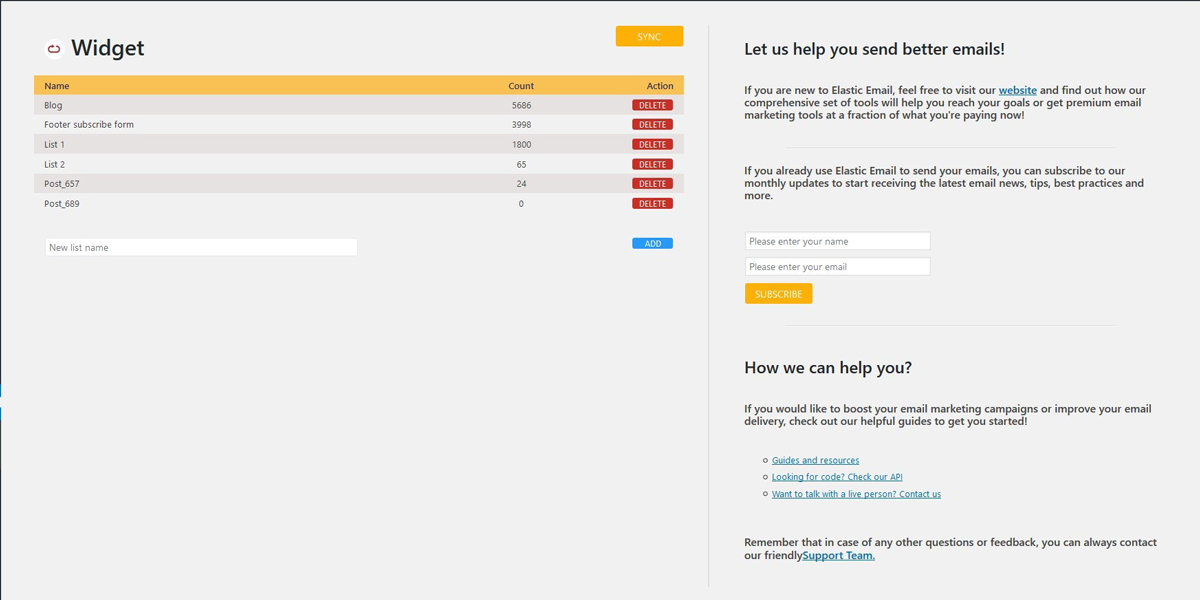 Widget
SYNC
Name Count Action
Blog 5686 DELETE
Footer subscribe form 3998 DELETE
List 1 1800 DELETE
List 2 65 DELETE
Post_657 24 DELETE
Post_689 0 DELETE
New list name ADD
Let us help you send better emails!
If you are new to Elastic Email, feel free to visit our website and find out how our
comprehensive set of tools will help you reach your goals or get premium email
marketing tools at a fraction of what you're paying now!
If you already use Elastic Email to send your emails, you can subscribe to our
monthly updates to start receiving the latest email news, tips, best practices and
more.
Please enter your name
Please enter your email
SUBSCRIBE
How we can help you?
If you would like to boost your email marketing campaigns or improve your email
delivery, check out our helpful guides to get you started!
Guides and resources
Looking for code? Check our API
Want to talk with a live person? Contact us
Remember that in case of any other questions or feedback, you can always contact
our friendlySupport Team.